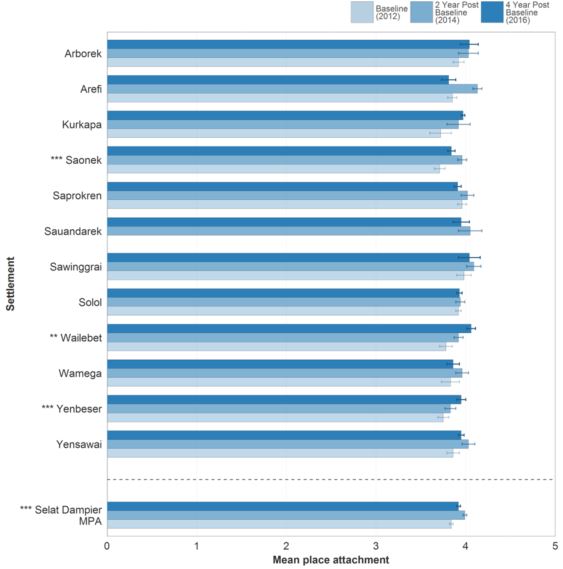 Baseline
(2012)
2 Year Post
Baseline
(2014)
4 Year Post
Baseline
(2016)
Settlement
Arborek
Arefi
Kurkapa
*** Saonek
Saprokren
Sauandarek
Sawinggrai
Solol
** Wailebet
Wamega
*** Yenbeser
Yensawai
*** Selat Dampier
MPA
0 1 2 3 4 5
Mean place attachment